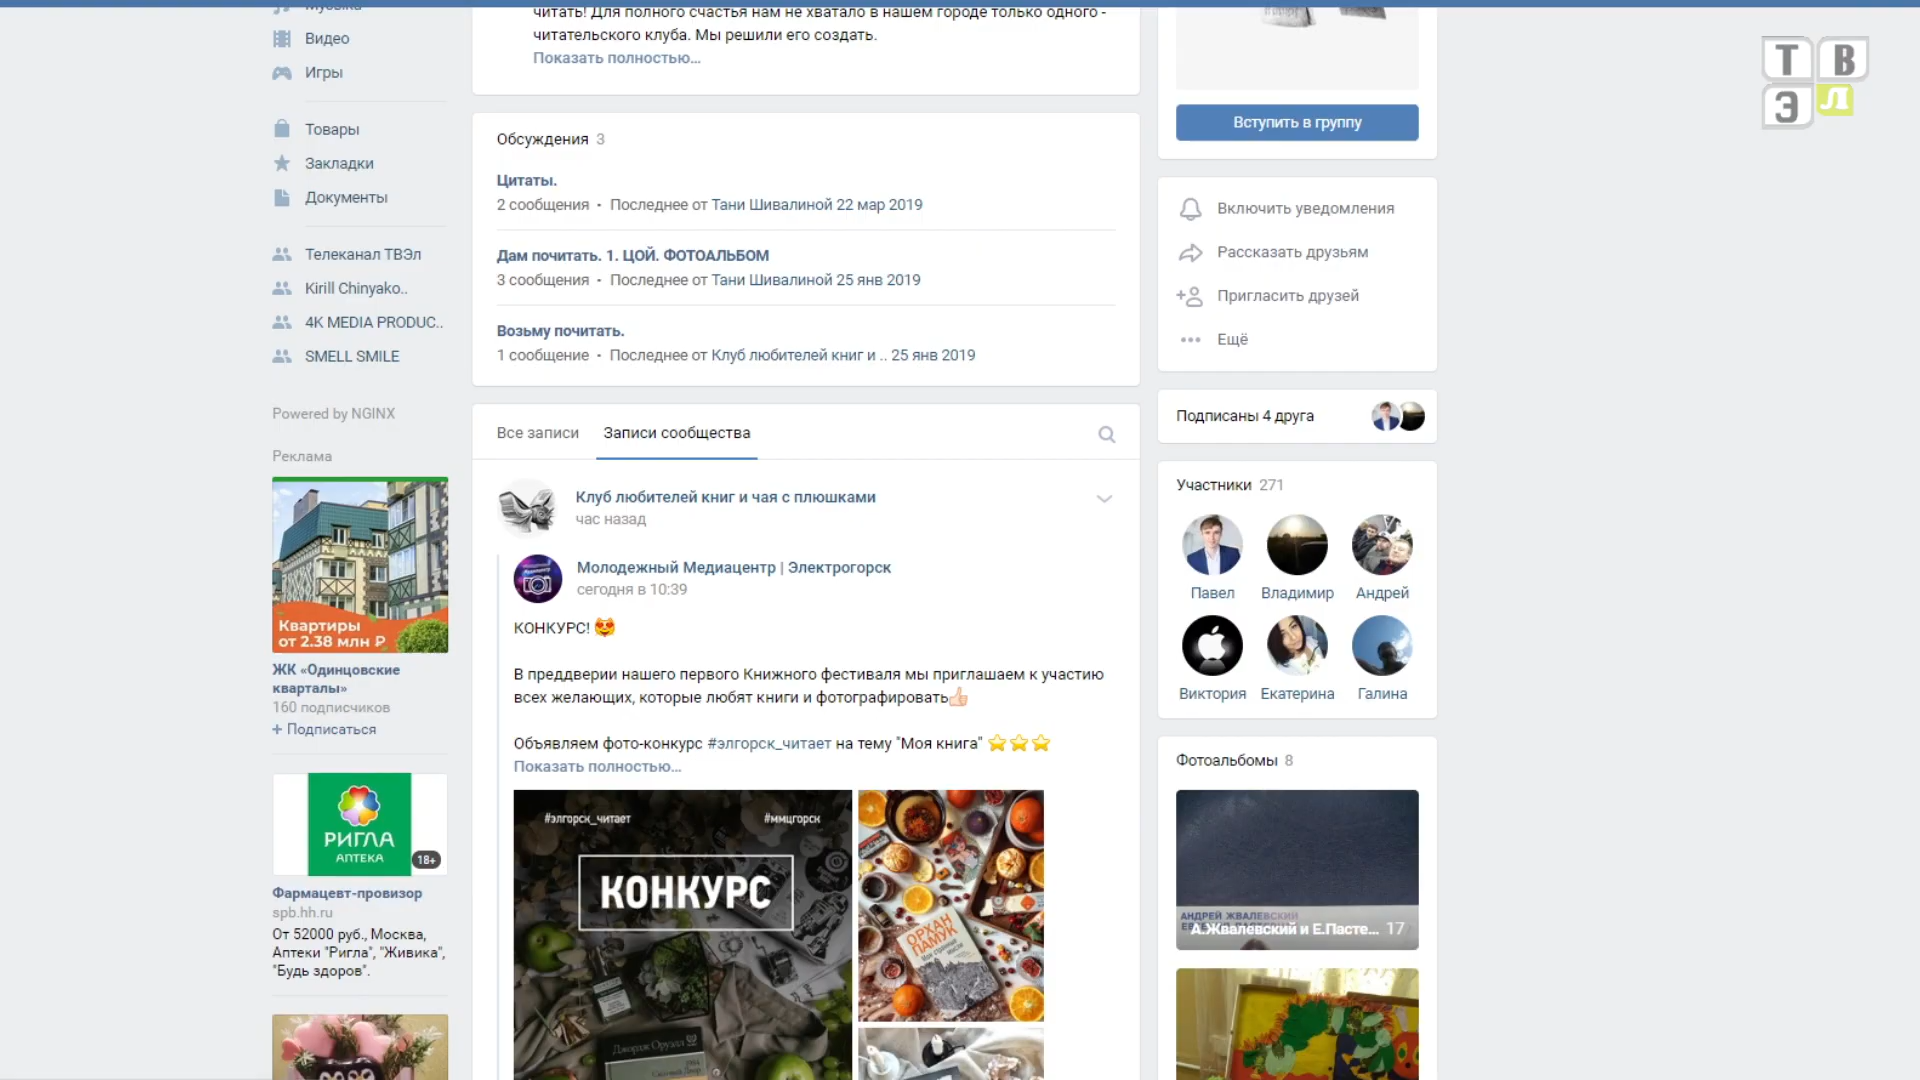 Музыка
Видео
Игры
Товары
Закладки
Документы
Телеканал ТВЭл
Kirill Chinyako..
4K MEDIA PRODUC..
SMELL SMILE
Powered by NGINX
Реклама
Квартиры
от 2.38 млн ₽
ЖК «Одинцовские
кварталы»
160 подписчиков
+ Подписаться
РИГЛА
АПТЕКА
18+
Фармацевт-провизор
spb.hh.ru
От 52000 руб., Москва,
Аптеки "Ригла", "Живика",
"Будь здоров".
читать! Для полного счастья нам не хватало в нашем городе только одного -
читательского клуба. Мы решили его создать.
Показать полностью...
Обсуждения 3
Цитаты.
2 сообщения · Последнее от Тани Шивалиной 22 мар 2019
Дам почитать. 1. ЦОЙ. ФОТОАЛЬБОМ
3 сообщения · Последнее от Тани Шивалиной 25 янв 2019
Возьму почитать.
1 сообщение · Последнее от Клуб любителей книг и .. 25 янв 2019
Все записи Записи сообщества
Клуб любителей книг и чая с плюшками
час назад
Молодежный Медиацентр | Электрогорск
сегодня в 10:39
КОНКУРС! 😍
В преддверии нашего первого Книжного фестиваля мы приглашаем к участию
всех желающих, которые любят книги и фотографировать👍
Объявляем фото-конкурс #элгорск_читает на тему "Моя книга" ⭐⭐⭐
Показать полностью...
#элгорск_читает #ммцгорск
КОНКУРС
Джордж Оруэлл
ОРХАН
ПАМУК
Вступить в группу
Включить уведомления
Рассказать друзьям
Пригласить друзей
Ещё
Подписаны 4 друга
Участники 271
Павел Владимир Андрей
Виктория Екатерина Галина
Фотоальбомы 8
АНДРЕЙ ЖВАЛЕВСКИЙ
А.Жвалевский и Е.Пасте... 17
ТВ
Эл